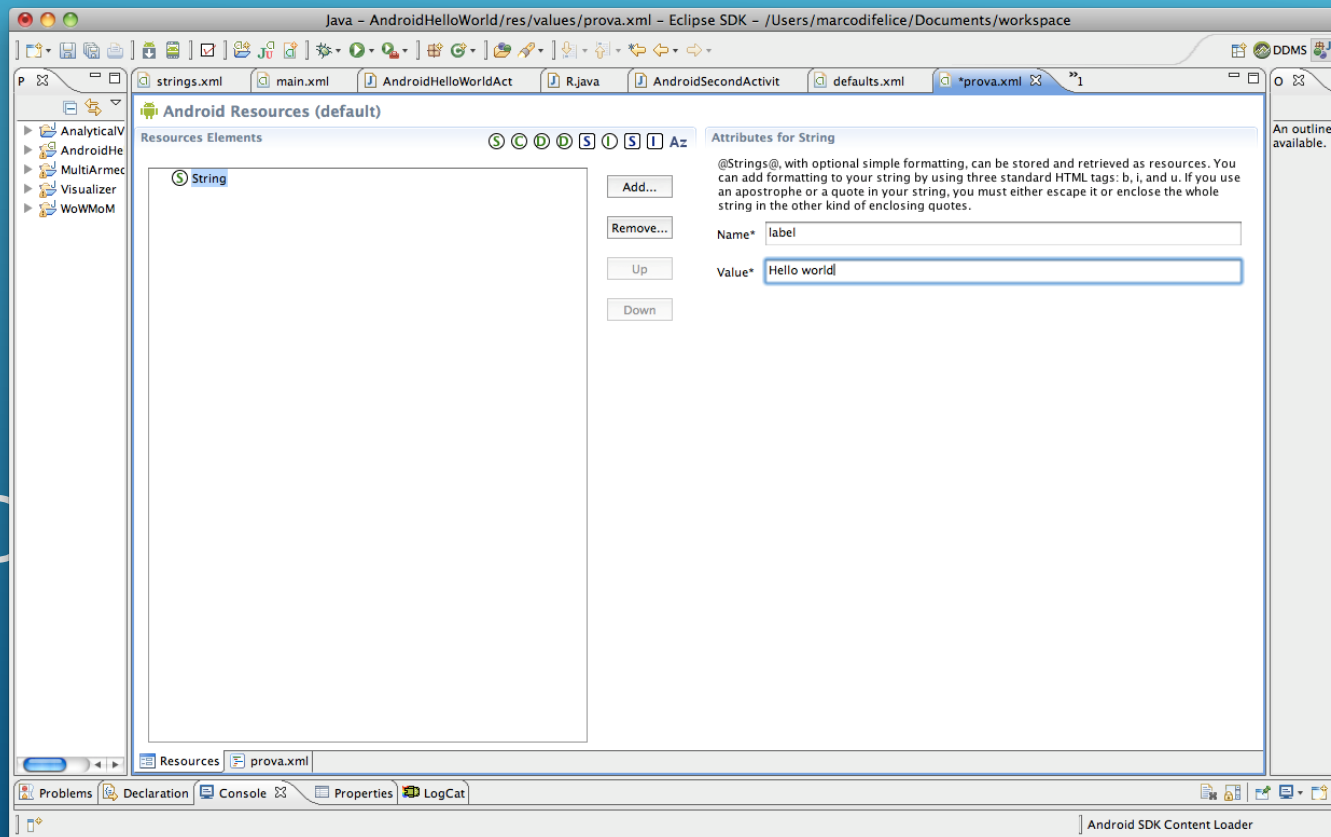 Java – AndroidHelloWorld/res/values/prova.xml – Eclipse SDK – /Users/marcodifelice/Documents/workspace
DDMS J
P
strings.xml main.xml AndroidHelloWorldAct R.java AndroidSecondActivit defaults.xml *prova.xml »1 O
Android Resources (default)
Resources Elements S C D D S I S I Az
Attributes for String
AnalyticalV
AndroidHe
MultiArmec
Visualizer
WoWMoM
S String
Add...
Remove...
Up
Down
@Strings@, with optional simple formatting, can be stored and retrieved as resources. You
can add formatting to your string by using three standard HTML tags: b, i, and u. If you use
an apostrophe or a quote in your string, you must either escape it or enclose the whole
string in the other kind of enclosing quotes.
Name* label
Value* Hello world
An outline
available.
Resources prova.xml
Problems Declaration Console Properties LogCat
Android SDK Content Loader